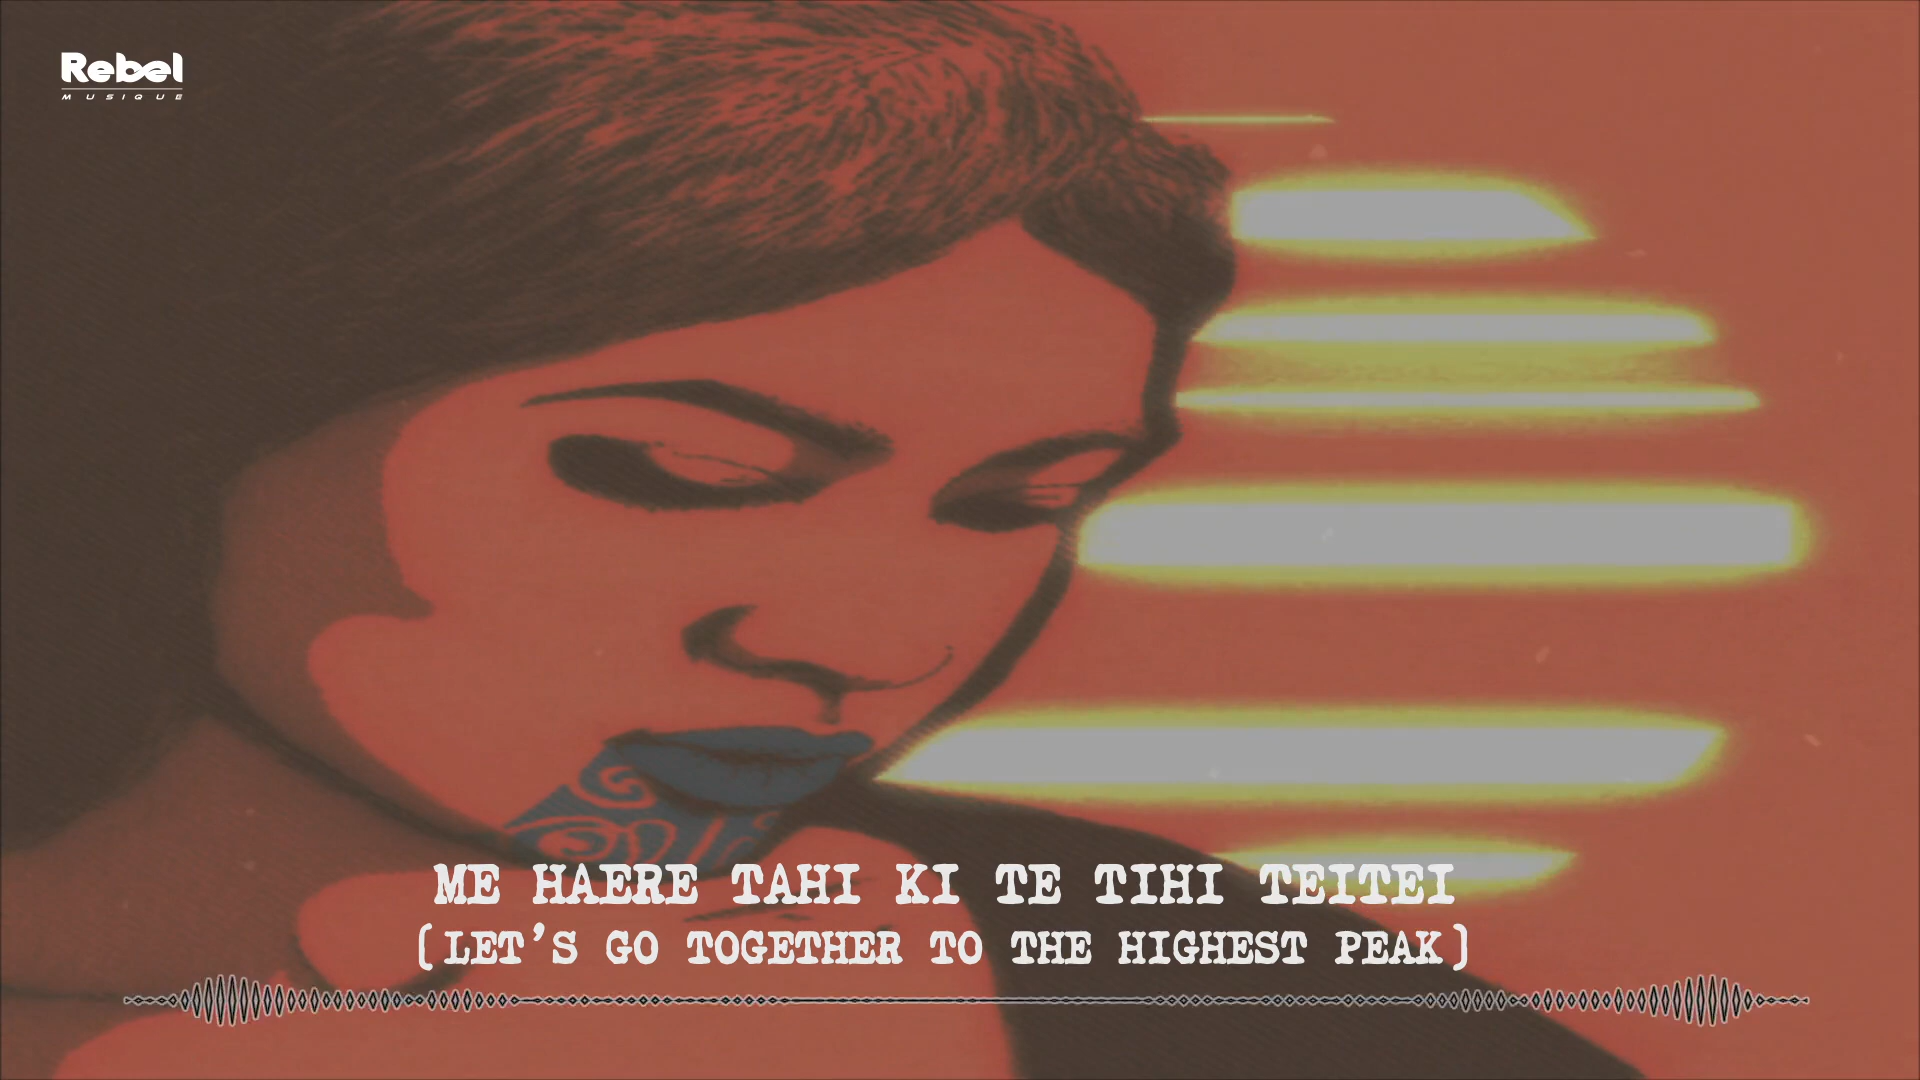 Rebel
MUSIQUE
ME HAERE TAHI KI TE TIHI TEITEI
(LET'S GO TOGETHER TO THE HIGHEST PEAK)